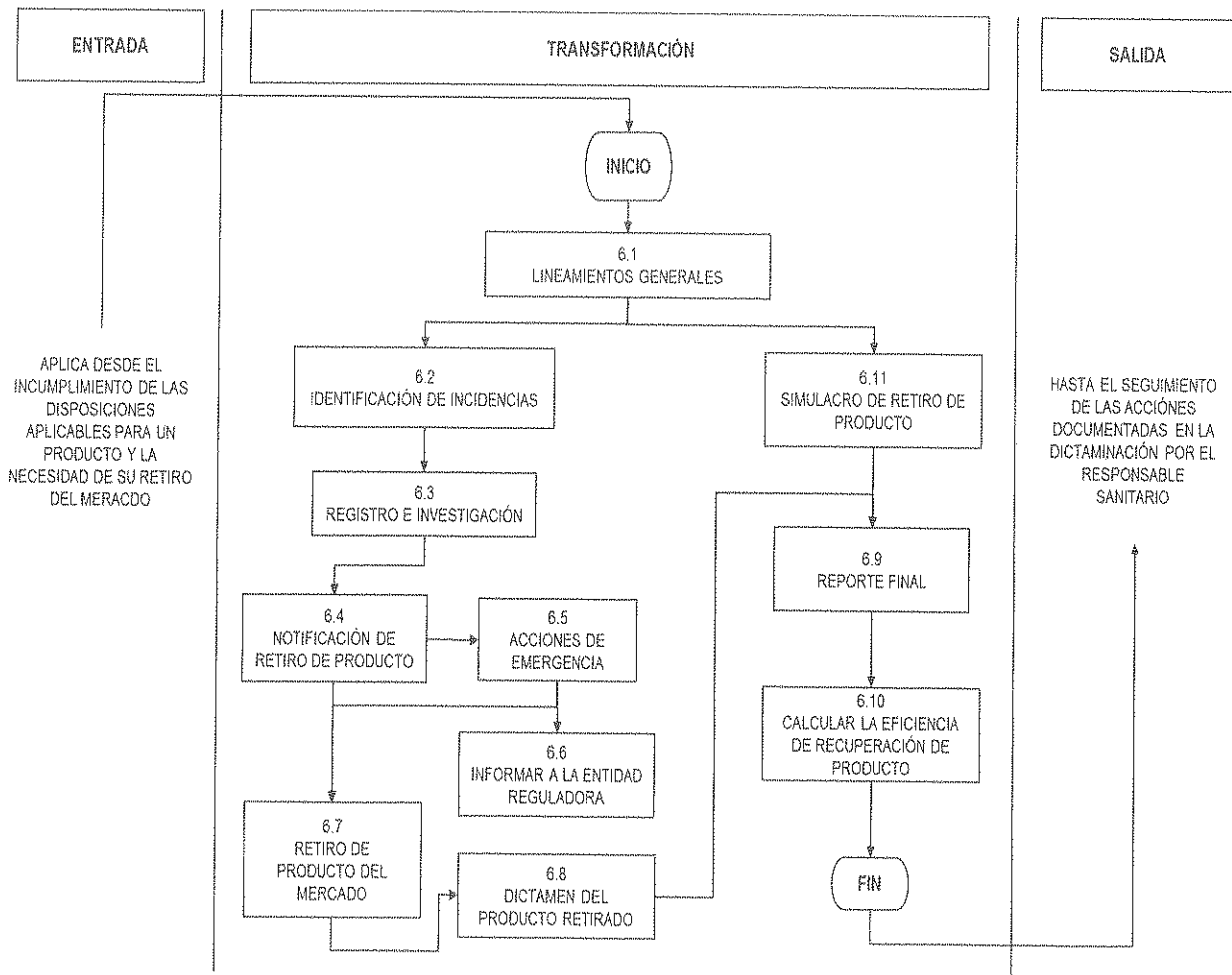 ENTRADA
TRANSFORMACIÓN
SALIDA
INICIO
6.1
LINEAMIENTOS GENERALES
APLICA DESDE EL
INCUMPLIMIENTO DE LAS
DISPOSICIONES
APLICABLES PARA UN
PRODUCTO Y LA
NECESIDAD DE SU RETIRO
DEL MERACDO
6.2
IDENTIFICACIÓN DE INCIDENCIAS
6.3
REGISTRO E INVESTIGACIÓN
6.4
NOTIFICACIÓN DE
RETIRO DE PRODUCTO
6.5
ACCIONES DE
EMERGENCIA
6.6
INFORMAR A LA ENTIDAD
REGULADORA
6.7
RETIRO DE
PRODUCTO DEL
MERCADO
6.8
DICTAMEN DEL
PRODUCTO RETIRADO
6.11
SIMULACRO DE RETIRO DE
PRODUCTO
6.9
REPORTE FINAL
6.10
CALCULAR LA EFICIENCIA
DE RECUPERACIÓN DE
PRODUCTO
FIN
HASTA EL SEGUIMIENTO
DE LAS ACCIÓNES
DOCUMENTADAS EN LA
DICTAMINACIÓN POR EL
RESPONSABLE
SANITARIO